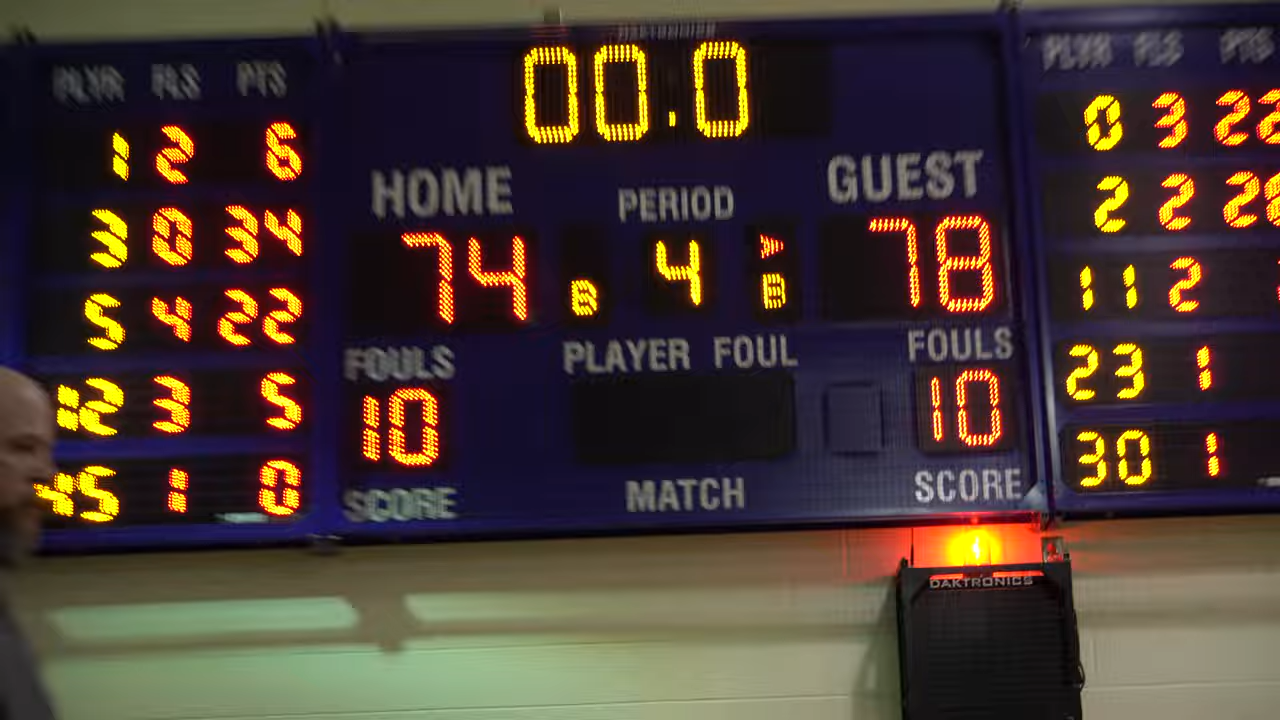 DAKTRONICS
PLYR FLS PTS
1 2 6
3 0 34
5 4 22
12 3 5
45 1 0
00.0
HOME PERIOD GUEST
74 B 4 B 78
FOULS PLAYER FOUL FOULS
10 10
SCORE MATCH SCORE
PLYR FLS PTS
0 3 22
2 2
11 2
23 1
30 1
DAKTRONICS